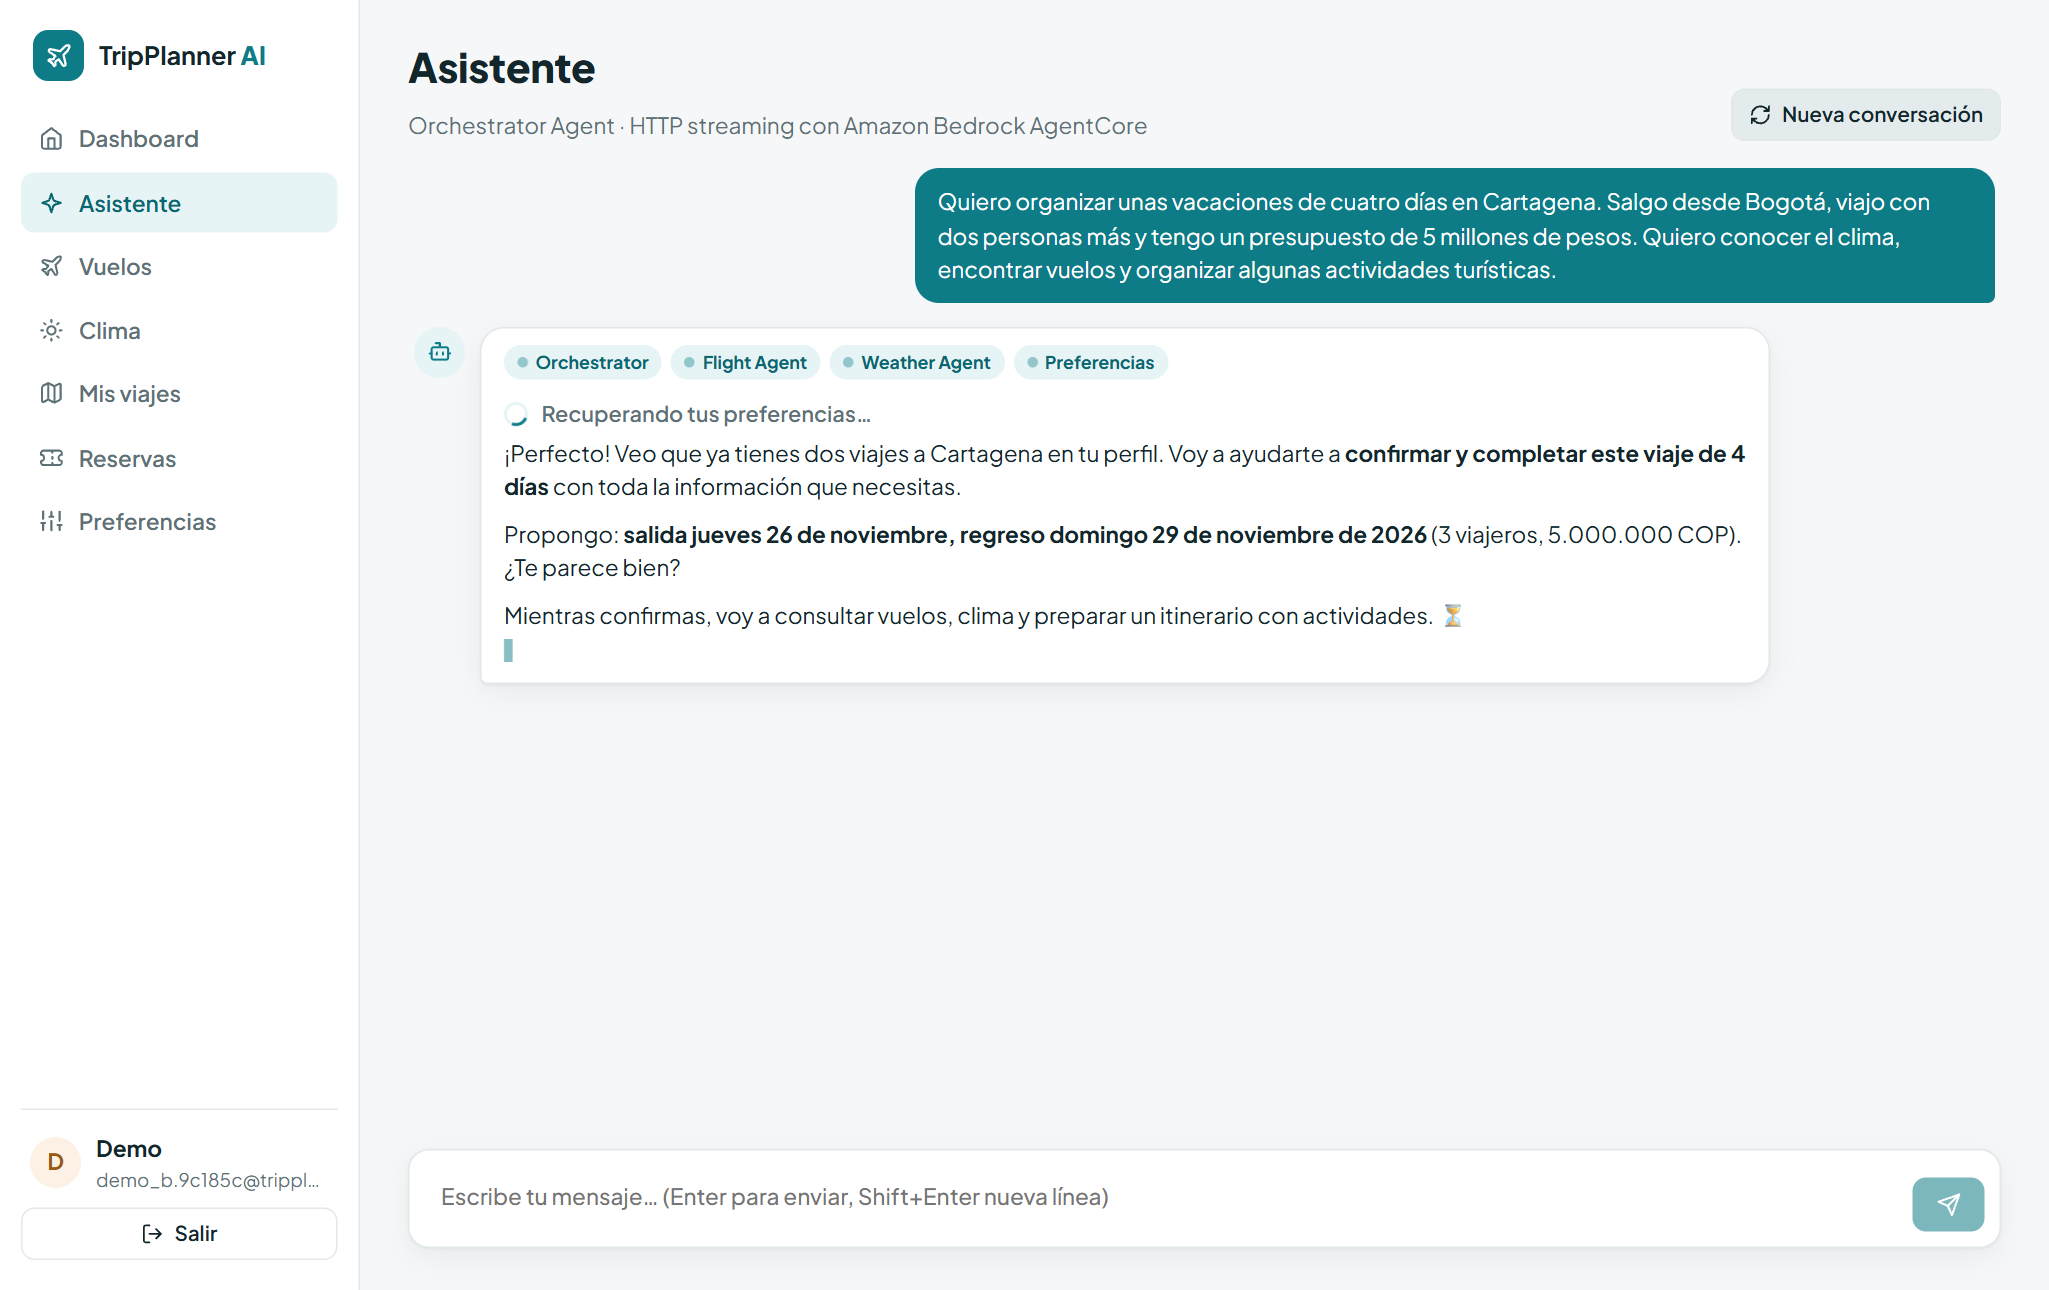 TripPlanner AI
Dashboard
Asistente
Vuelos
Clima
Mis viajes
Reservas
Preferencias
Demo
demo_b.9c185c@trippl...
Salir
Asistente
Orchestrator Agent · HTTP streaming con Amazon Bedrock AgentCore
Nueva conversación
Quiero organizar unas vacaciones de cuatro días en Cartagena. Salgo desde Bogotá, viajo con
dos personas más y tengo un presupuesto de 5 millones de pesos. Quiero conocer el clima,
encontrar vuelos y organizar algunas actividades turísticas.
Orchestrator Flight Agent Weather Agent Preferencias
Recuperando tus preferencias...
¡Perfecto! Veo que ya tienes dos viajes a Cartagena en tu perfil. Voy a ayudarte a confirmar y completar este viaje de 4
días con toda la información que necesitas.
Propongo: salida jueves 26 de noviembre, regreso domingo 29 de noviembre de 2026 (3 viajeros, 5.000.000 COP).
¿Te parece bien?
Mientras confirmas, voy a consultar vuelos, clima y preparar un itinerario con actividades. ⏳
Escribe tu mensaje... (Enter para enviar, Shift+Enter nueva línea)
D